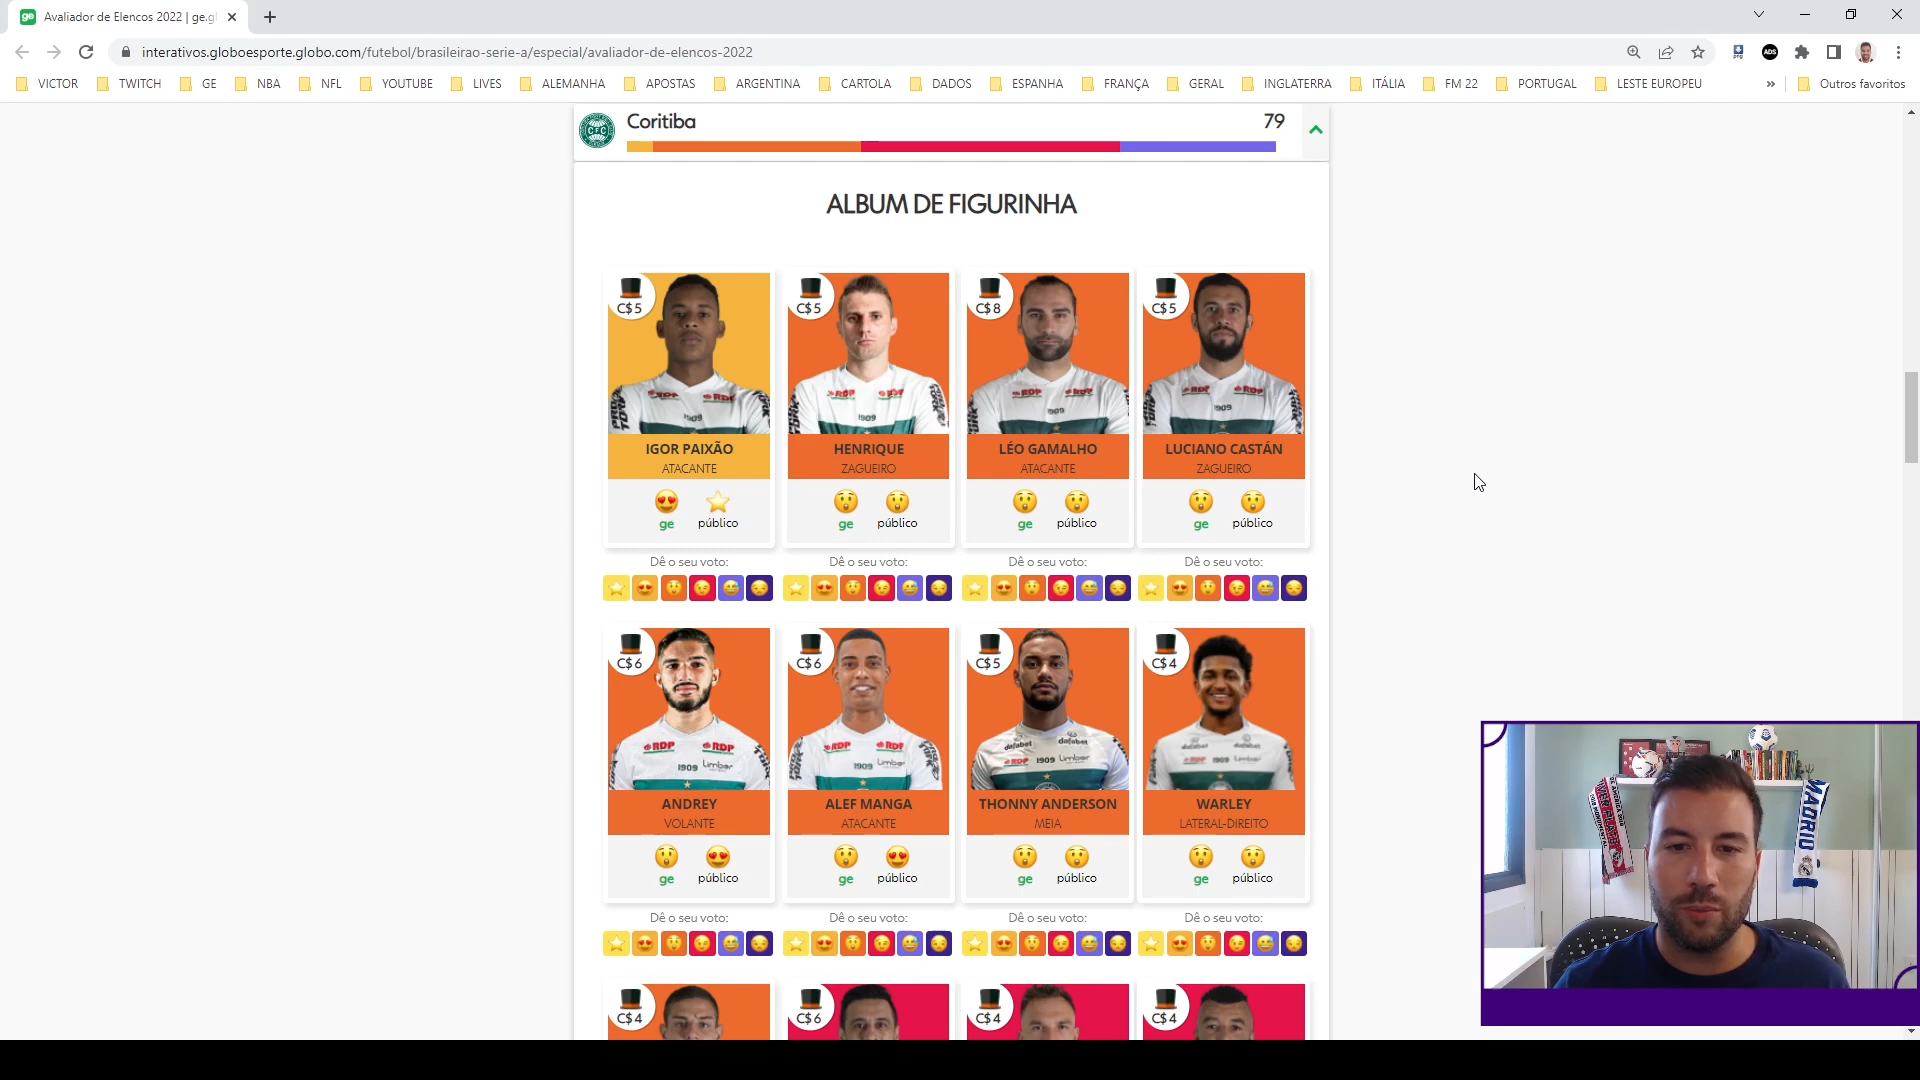 Avaliador de Elencos 2022 | ge.gl
interativos.globoesporte.globo.com/futebol/brasileirao-serie-a/especial/avaliador-de-elencos-2022
VICTOR TWITCH GE NBA NFL YOUTUBE LIVES ALEMANHA APOSTAS ARGENTINA CARTOLA DADOS ESPANHA FRANÇA GERAL INGLATERRA ITÁLIA FM 22 PORTUGAL LESTE EUROPEU » Outros favoritos
Coritiba 79
ALBUM DE FIGURINHA
C$ 5 C$ 5 C$ 8 C$ 5
IGOR PAIXÃO HENRIQUE LÉO GAMALHO LUCIANO CASTÁN
ATACANTE ZAGUEIRO ATACANTE ZAGUEIRO
ge público ge público ge público ge público
Dê o seu voto: Dê o seu voto: Dê o seu voto: Dê o seu voto:
C$ 6 C$ 6 C$ 5 C$ 4
ANDREY ALEF MANGA THONNY ANDERSON WARLEY
VOLANTE ATACANTE MEIA LATERAL-DIREITO
ge público ge público ge público ge público
Dê o seu voto: Dê o seu voto: Dê o seu voto: Dê o seu voto:
C$ 4 C$ 6 C$ 4 C$ 4
MADRID